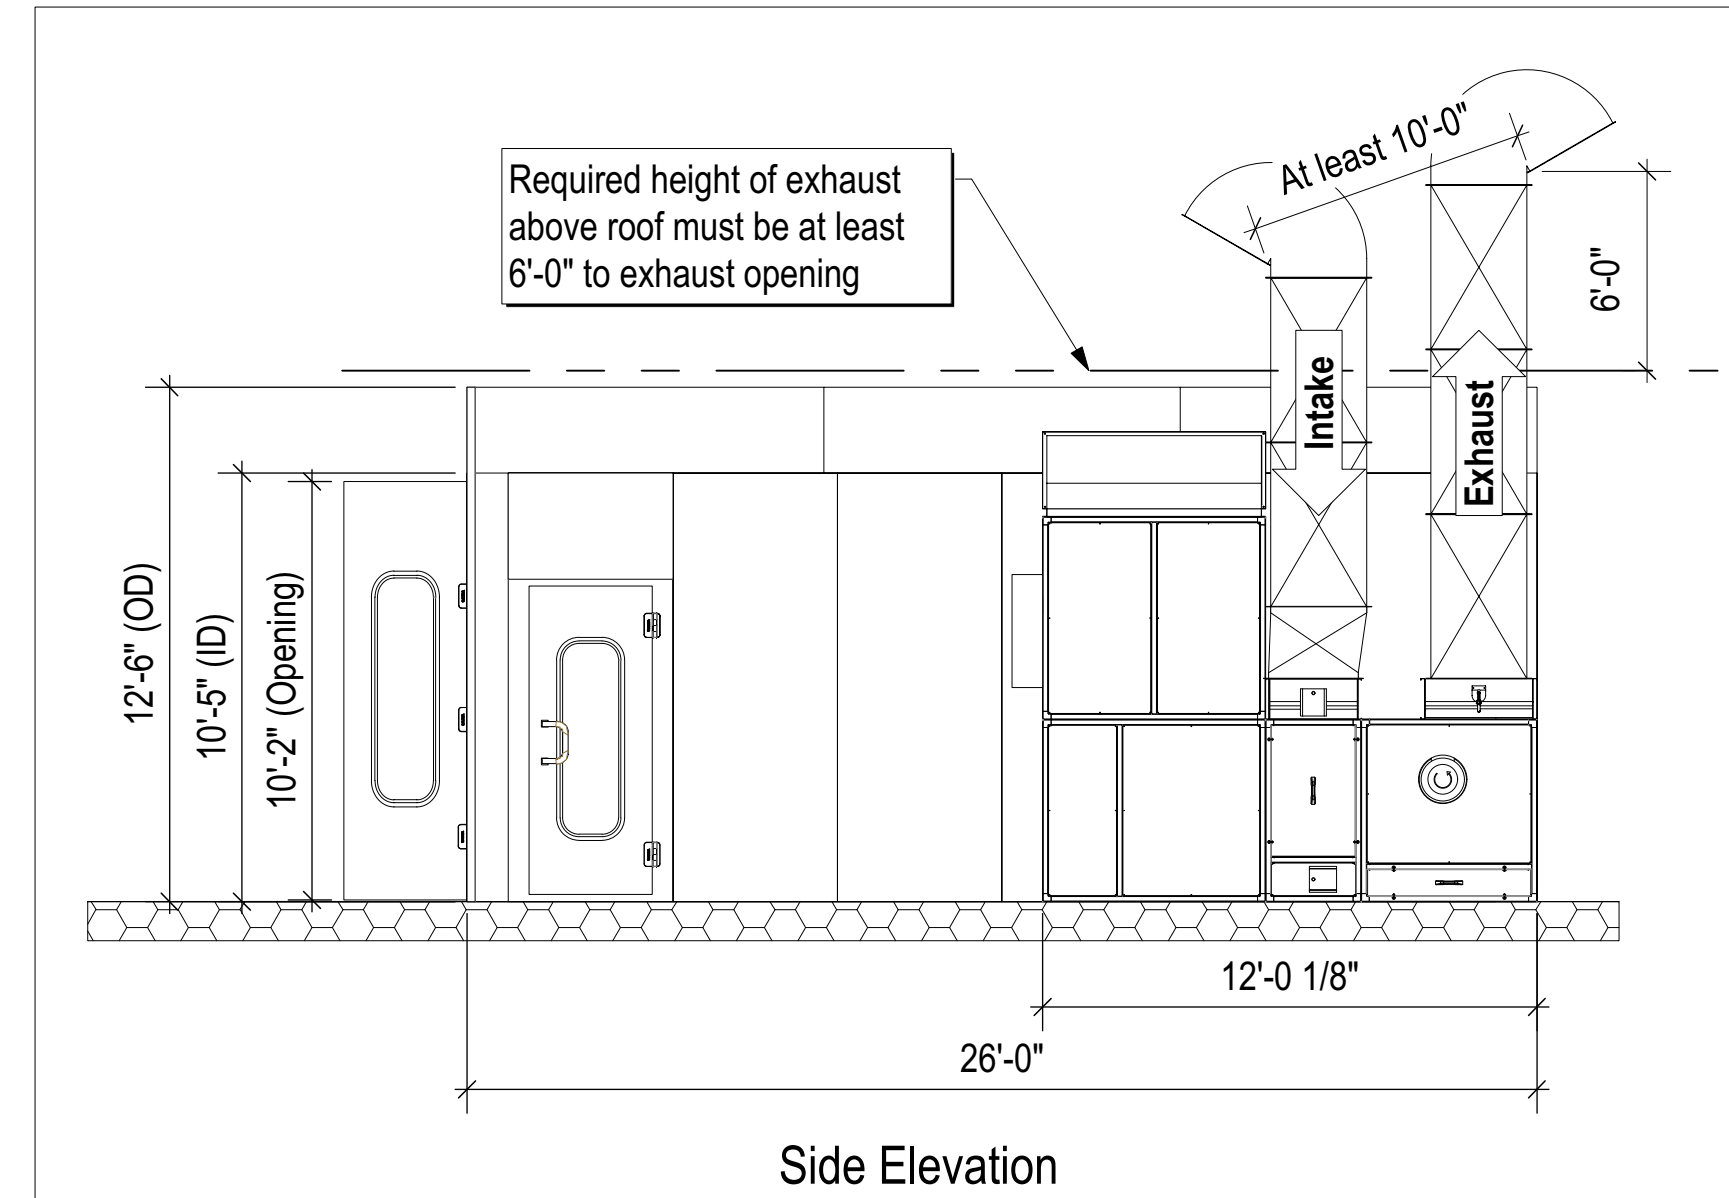 At least 10'-0"
Required height of exhaust
above roof must be at least
6'-0" to exhaust opening
6'-0"
Intake
Exhaust
12'-6" (OD)
10'-5" (ID)
10'-2" (Opening)
12'-0 1/8"
26'-0"
Side Elevation